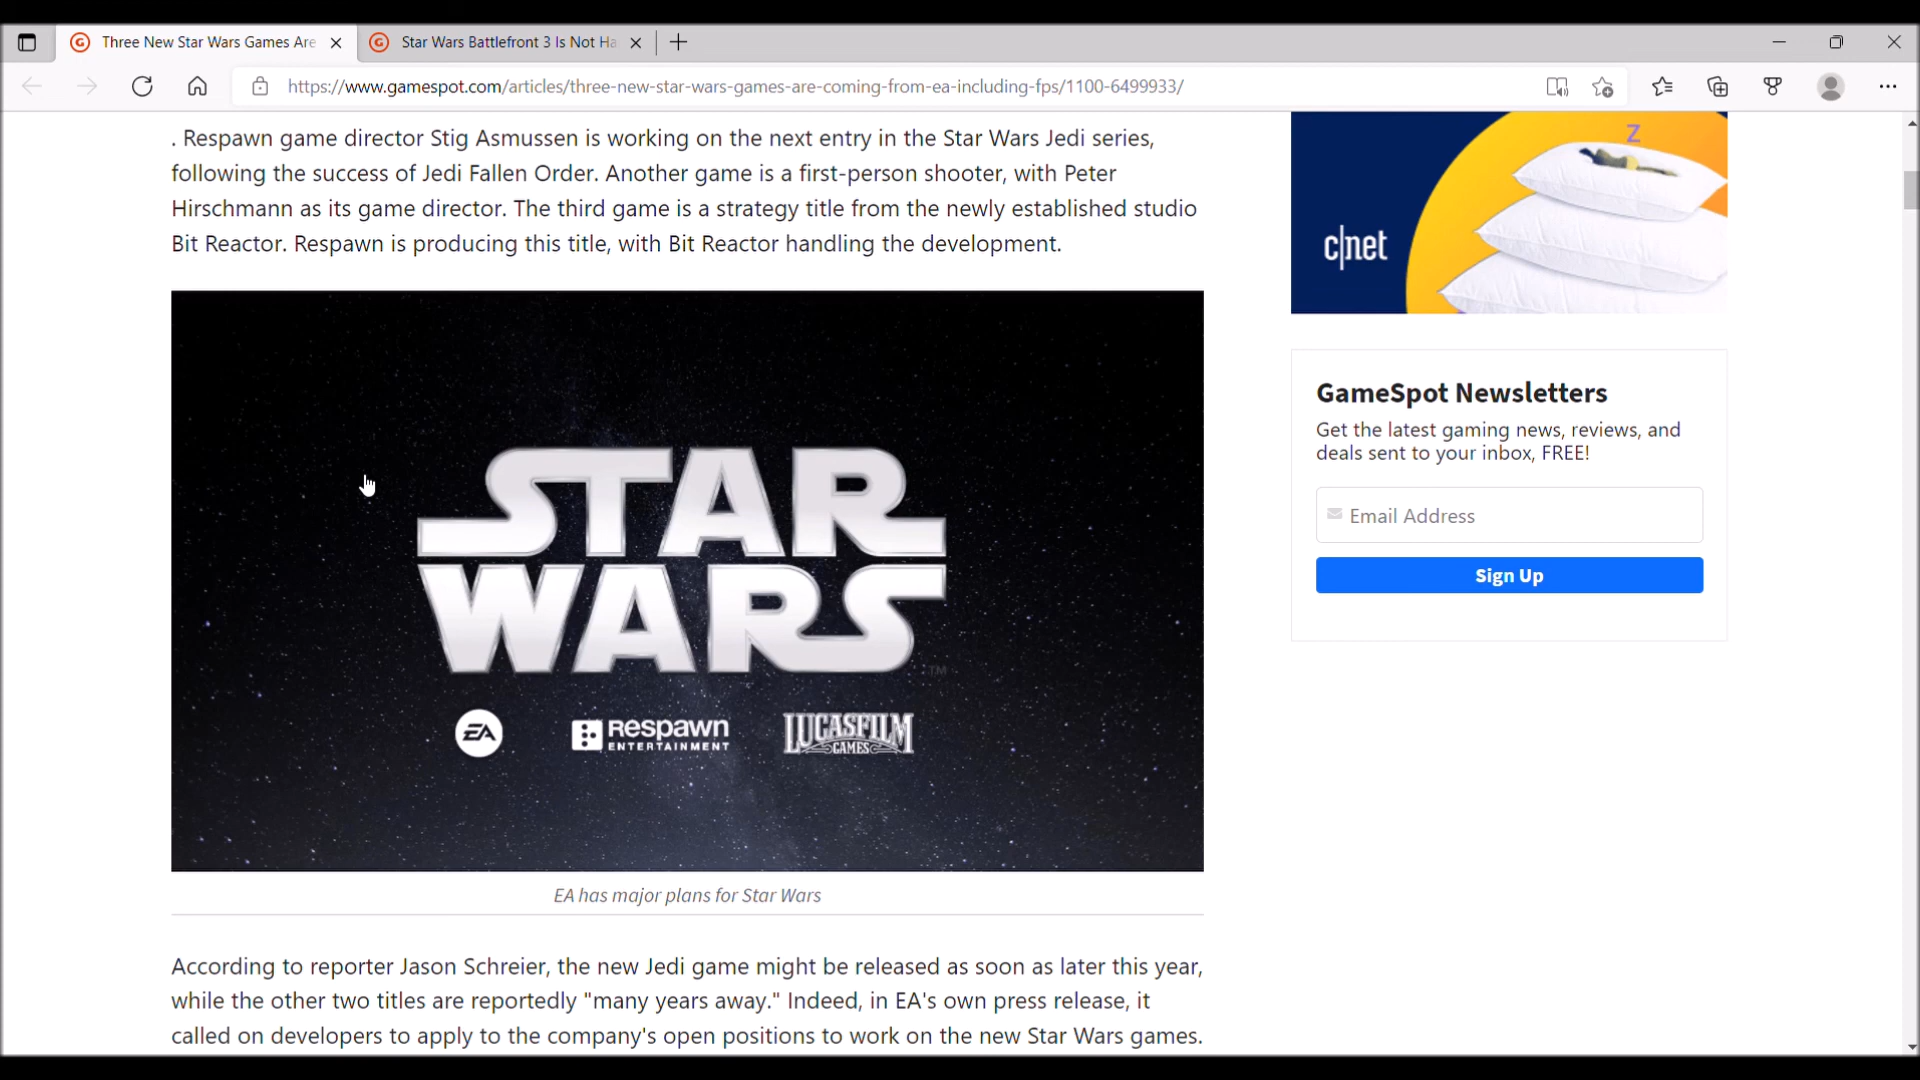 Three New Star Wars Games Are
Star Wars Battlefront 3 Is Not Ha
https://www.gamespot.com/articles/three-new-star-wars-games-are-coming-from-ea-including-fps/1100-6499933/
. Respawn game director Stig Asmussen is working on the next entry in the Star Wars Jedi series,
following the success of Jedi Fallen Order. Another game is a first-person shooter, with Peter
Hirschmann as its game director. The third game is a strategy title from the newly established studio
Bit Reactor. Respawn is producing this title, with Bit Reactor handling the development.
STAR
WARS
TM
EA
RESPAWN
ENTERTAINMENT
LUCASFILM
GAMES
EA has major plans for Star Wars
According to reporter Jason Schreier, the new Jedi game might be released as soon as later this year,
while the other two titles are reportedly "many years away." Indeed, in EA's own press release, it
called on developers to apply to the company's open positions to work on the new Star Wars games.
Z
c|net
GameSpot Newsletters
Get the latest gaming news, reviews, and
deals sent to your inbox, FREE!
Email Address
Sign Up